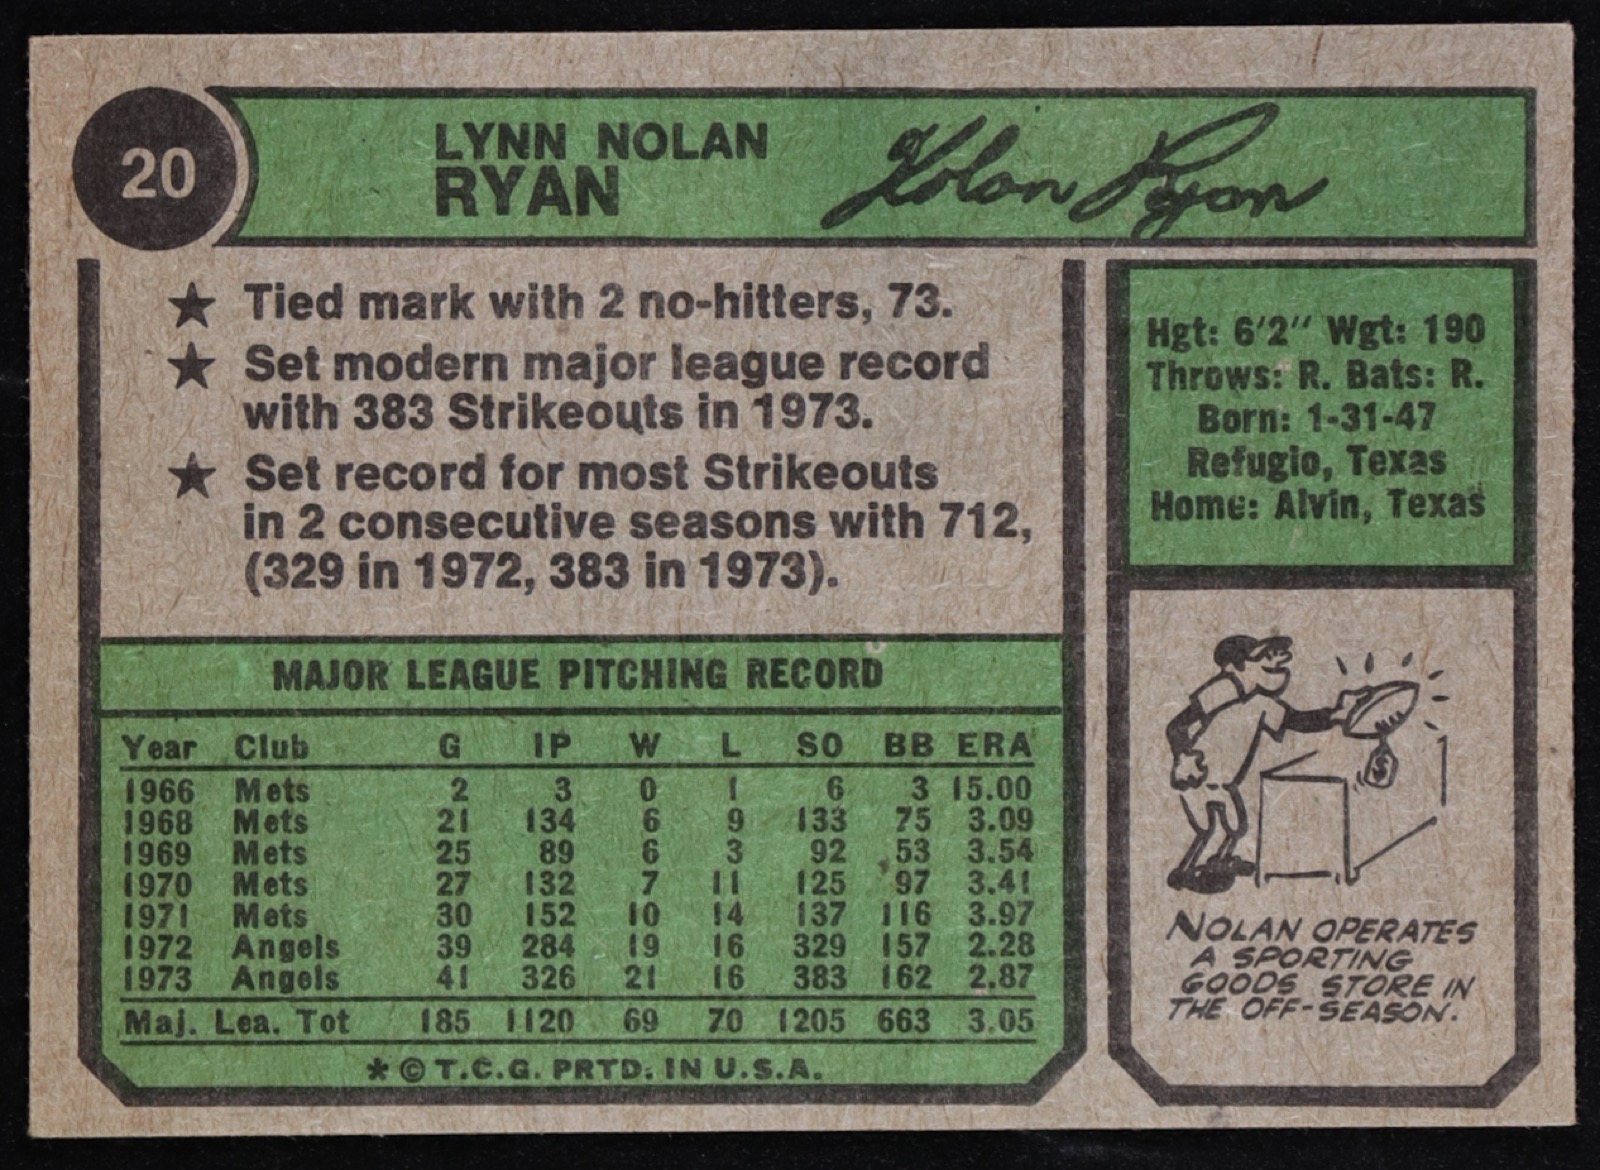 20
LYNN NOLAN
RYAN
Nolan Ryan
★ Tied mark with 2 no-hitters, 73.
★ Set modern major league record
with 383 Strikeouts in 1973.
★ Set record for most Strikeouts
in 2 consecutive seasons with 712,
(329 in 1972, 383 in 1973).
Hgt: 6'2" Wgt: 190
Throws: R. Bats: R.
Born: 1-31-47
Refugio, Texas
Home: Alvin, Texas
MAJOR LEAGUE PITCHING RECORD
Year Club G IP W L SO BB ERA
1966 Mets 2 3 0 1 6 3 15.00
1968 Mets 21 134 6 9 133 75 3.09
1969 Mets 25 89 6 3 92 53 3.54
1970 Mets 27 132 7 11 125 97 3.41
1971 Mets 30 152 10 14 137 116 3.97
1972 Angels 39 284 19 16 329 157 2.28
1973 Angels 41 326 21 16 383 162 2.87
Maj. Lea. Tot 185 1120 69 70 1205 663 3.05
* © T.C.G. PRTD. IN U.S.A.
$
NOLAN OPERATES
A SPORTING
GOODS STORE IN
THE OFF-SEASON.